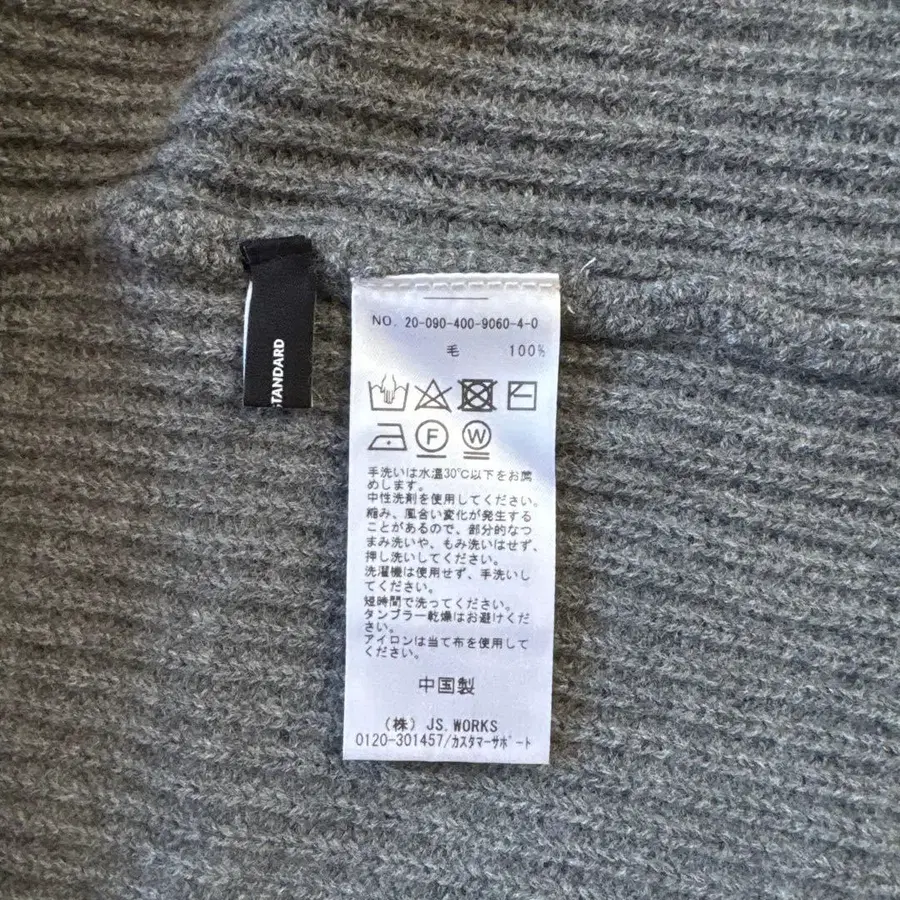 STANDARD
NO. 20-090-400-9060-4-0
毛 100%
F W
手洗いは水温30℃以下をお薦
めします。
中性洗剤を使用してください。
縮み、風合い変化が発生する
ことがあるので、部分的なつ
まみ洗いや、もみ洗いはせず、
押し洗いしてください。
洗濯機は使用せず、手洗いし
てください。
短時間で洗ってください。
タンブラー乾燥はお避けくだ
さい。
アイロンは当て布を使用して
ください。
中国製
(株) JS.WORKS
0120-301457/カスタマーサポート